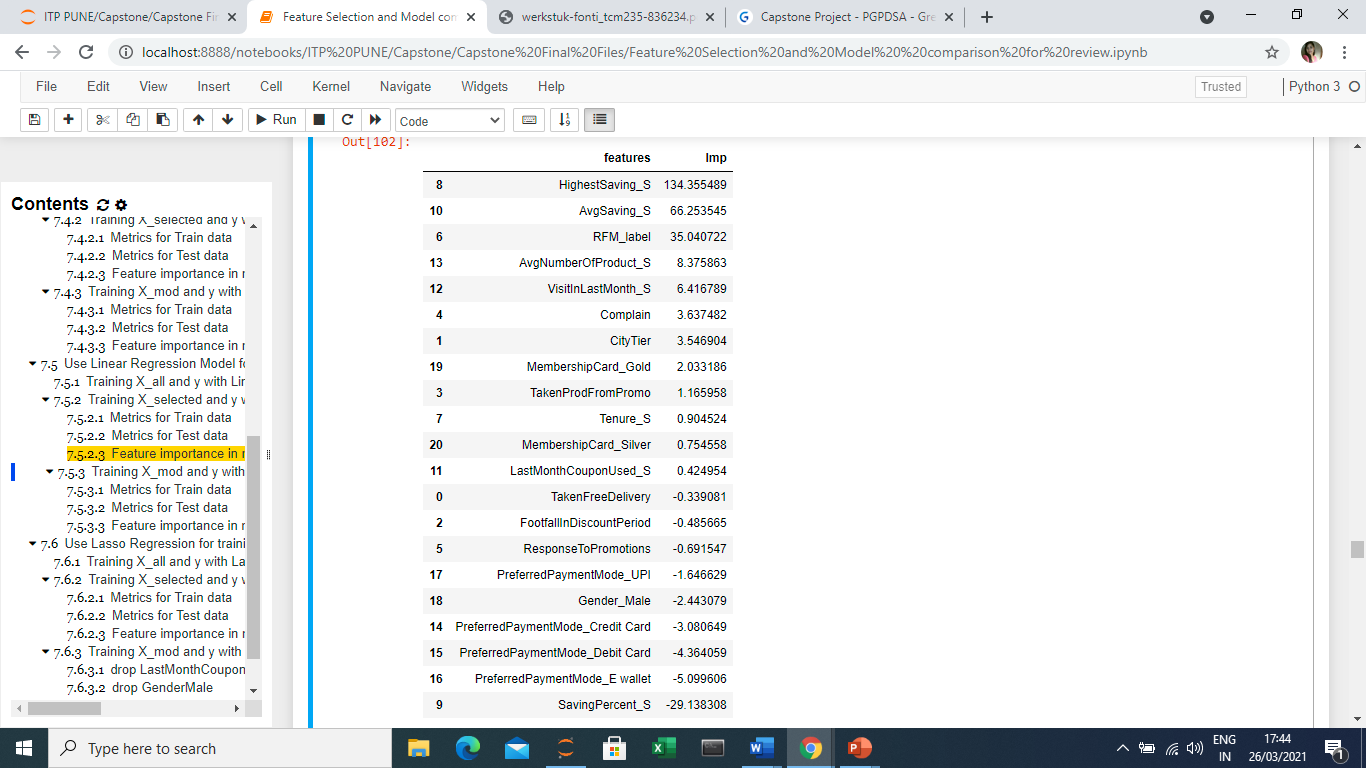 ITP PUNE/Capstone/Capstone Fin
Feature Selection and Model com
werkstuk-fonti_tcm235-836234.p
Capstone Project - PGPDSA - Gre
localhost:8888/notebooks/ITP%20PUNE/Capstone/Capstone%20Final%20Files/Feature%20Selection%20and%20Model%20%20comparison%20for%20review.ipynb
File Edit View Insert Cell Kernel Navigate Widgets Help Trusted Python 3
Run Code
Contents
7.4.2 Training X_selected and y w
7.4.2.1 Metrics for Train data
7.4.2.2 Metrics for Test data
7.4.2.3 Feature importance in r
7.4.3 Training X_mod and y with
7.4.3.1 Metrics for Train data
7.4.3.2 Metrics for Test data
7.4.3.3 Feature importance in r
7.5 Use Linear Regression Model fo
7.5.1 Training X_all and y with Lin
7.5.2 Training X_selected and y w
7.5.2.1 Metrics for Train data
7.5.2.2 Metrics for Test data
7.5.2.3 Feature importance in r
7.5.3 Training X_mod and y with
7.5.3.1 Metrics for Train data
7.5.3.2 Metrics for Test data
7.5.3.3 Feature importance in r
7.6 Use Lasso Regression for traini
7.6.1 Training X_all and y with La
7.6.2 Training X_selected and y w
7.6.2.1 Metrics for Train data
7.6.2.2 Metrics for Test data
7.6.2.3 Feature importance in r
7.6.3 Training X_mod and y with
7.6.3.1 drop LastMonthCoupon
7.6.3.2 drop GenderMale
Out[102]:
features Imp
8 HighestSaving_S 134.355489
10 AvgSaving_S 66.253545
6 RFM_label 35.040722
13 AvgNumberOfProduct_S 8.375863
12 VisitInLastMonth_S 6.416789
4 Complain 3.637482
1 CityTier 3.546904
19 MembershipCard_Gold 2.033186
3 TakenProdFromPromo 1.165958
7 Tenure_S 0.904524
20 MembershipCard_Silver 0.754558
11 LastMonthCouponUsed_S 0.424954
0 TakenFreeDelivery -0.339081
2 FootfallInDiscountPeriod -0.485665
5 ResponseToPromotions -0.691547
17 PreferredPaymentMode_UPI -1.646629
18 Gender_Male -2.443079
14 PreferredPaymentMode_Credit Card -3.080649
15 PreferredPaymentMode_Debit Card -4.364059
16 PreferredPaymentMode_E wallet -5.099606
9 SavingPercent_S -29.138308
Type here to search
ENG
IN
17:44
26/03/2021
1